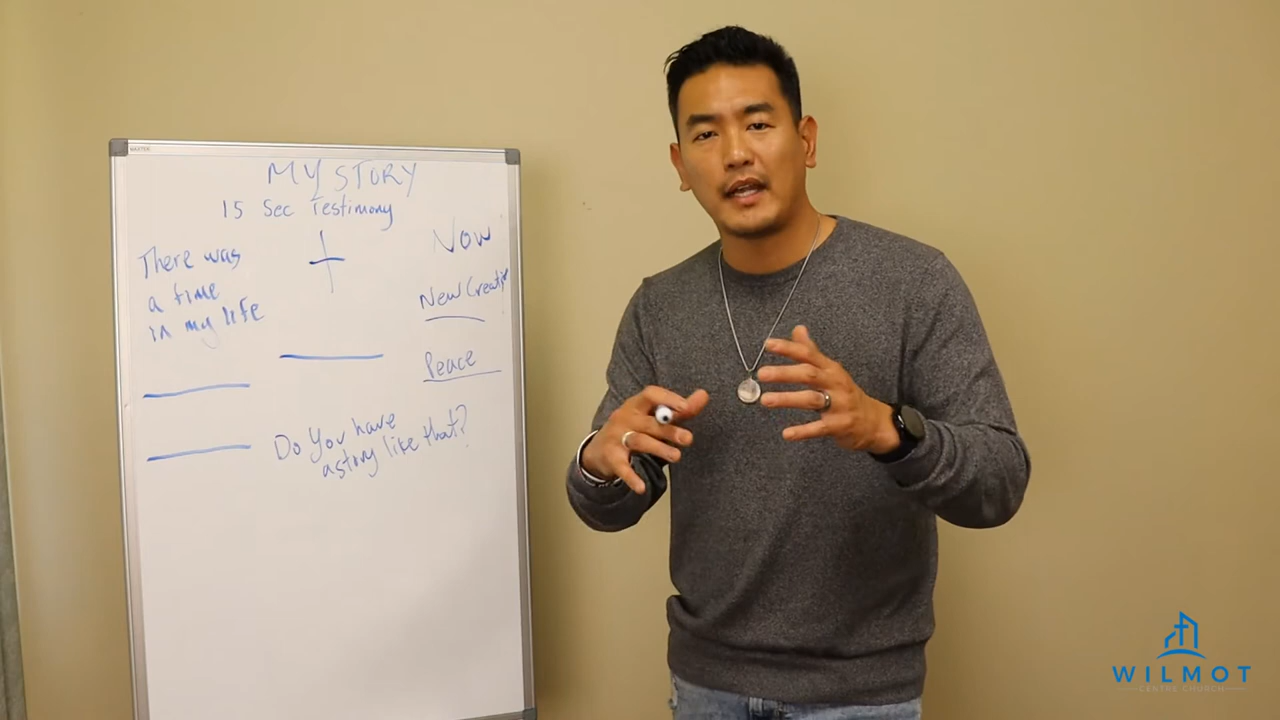 MY STORY
15 Sec Testimony
There was
a time
in my life
Now
New Creation
Peace
Do You have
a story like that?
WILMOT
CENTRE CHURCH